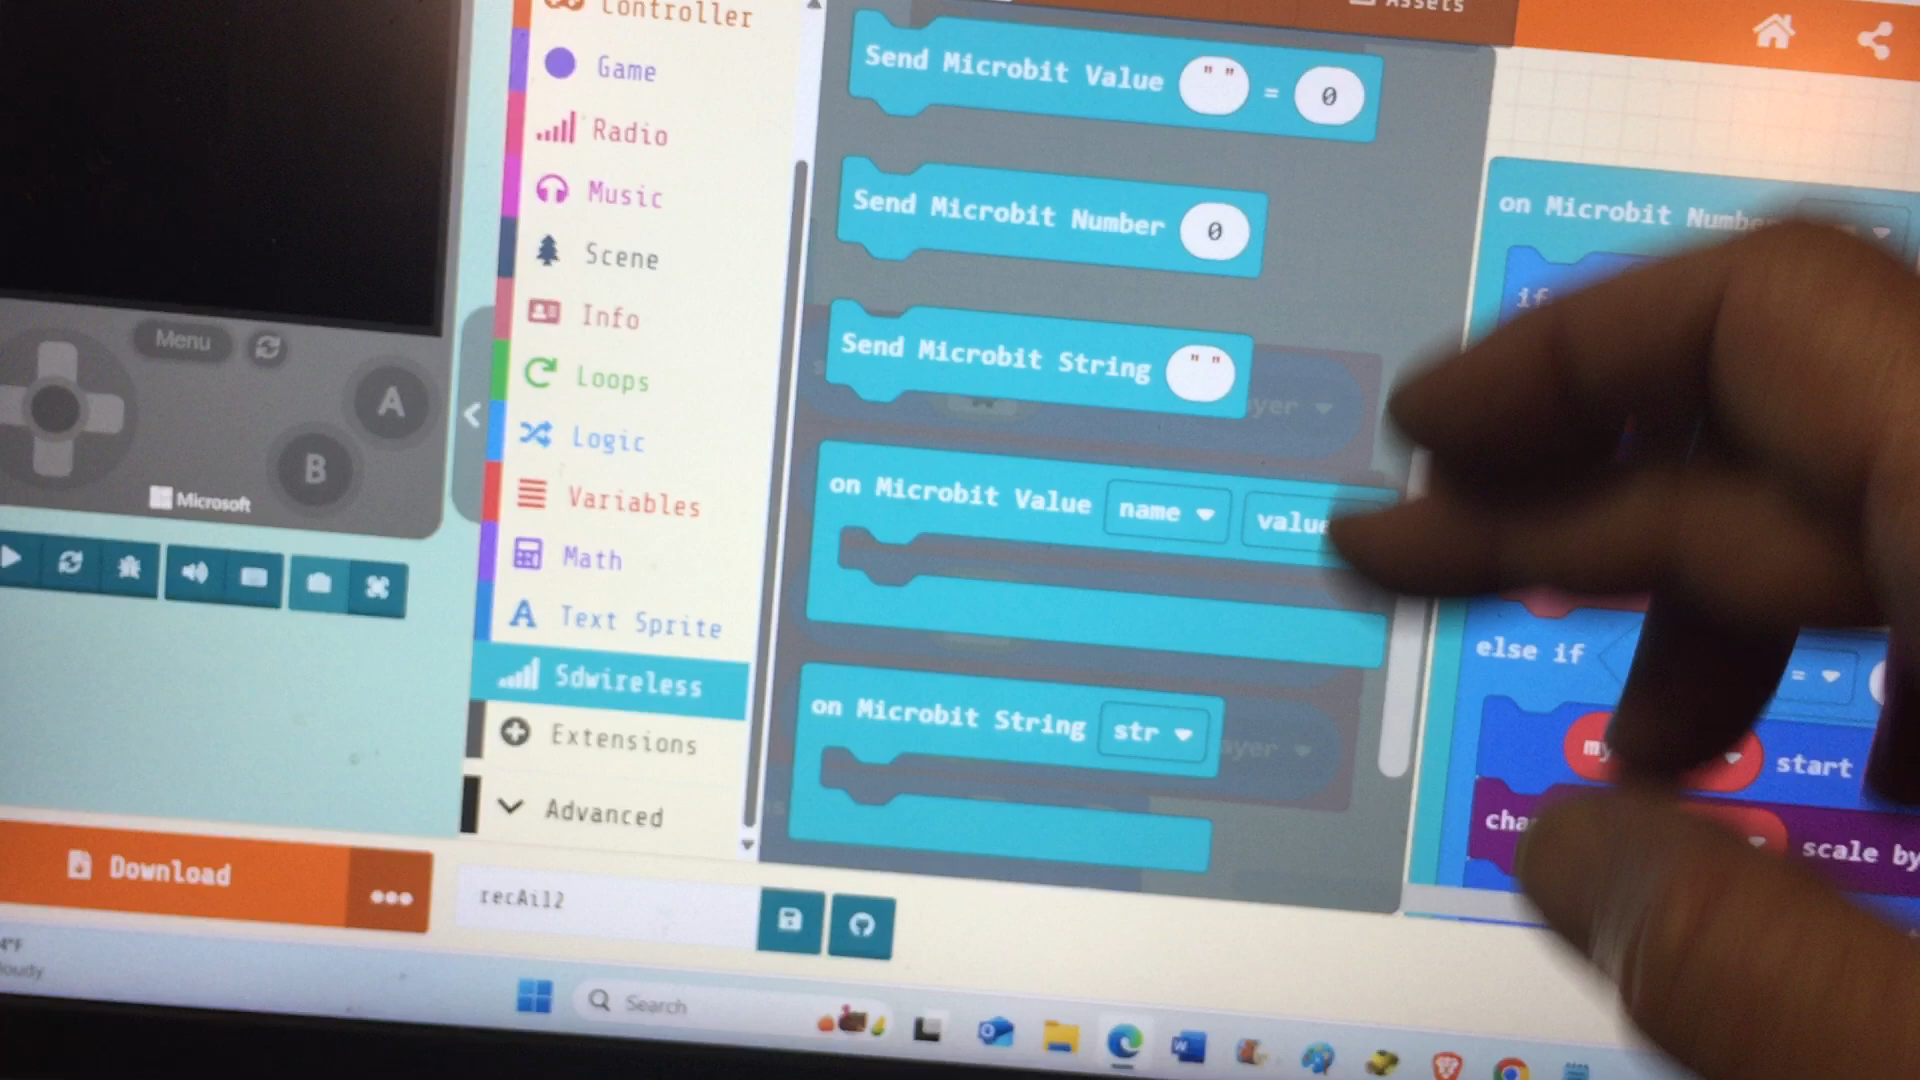 Controller
Assets
Game
Radio
Music
Scene
Info
Loops
Logic
Variables
Math
Text Sprite
Sdwireless
Extensions
Advanced
Menu
A
B
Microsoft
Download
recAil2
Search
Send Microbit Value " " = 0
Send Microbit Number 0
Send Microbit String " "
on Microbit Value name value
on Microbit String str
on Microbit Number
if
else if =
start
scale by